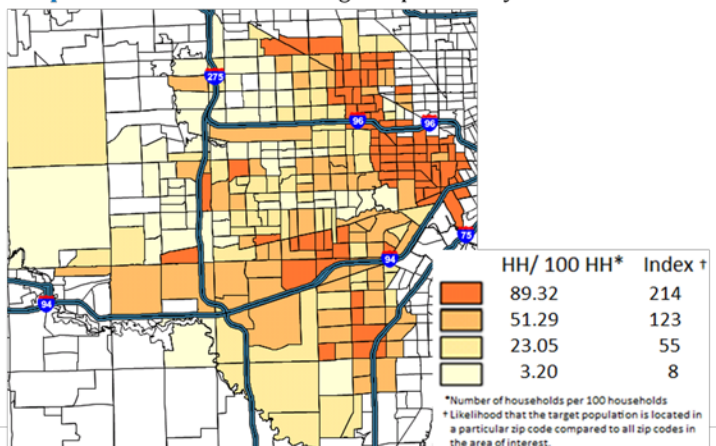 275
96
96
75
94
94
HH/ 100 HH* Index †
89.32 214
51.29 123
23.05 55
3.20 8
*Number of households per 100 households
† Likelihood that the target population is located in
a particular zip code compared to all zip codes in
the area of interest.